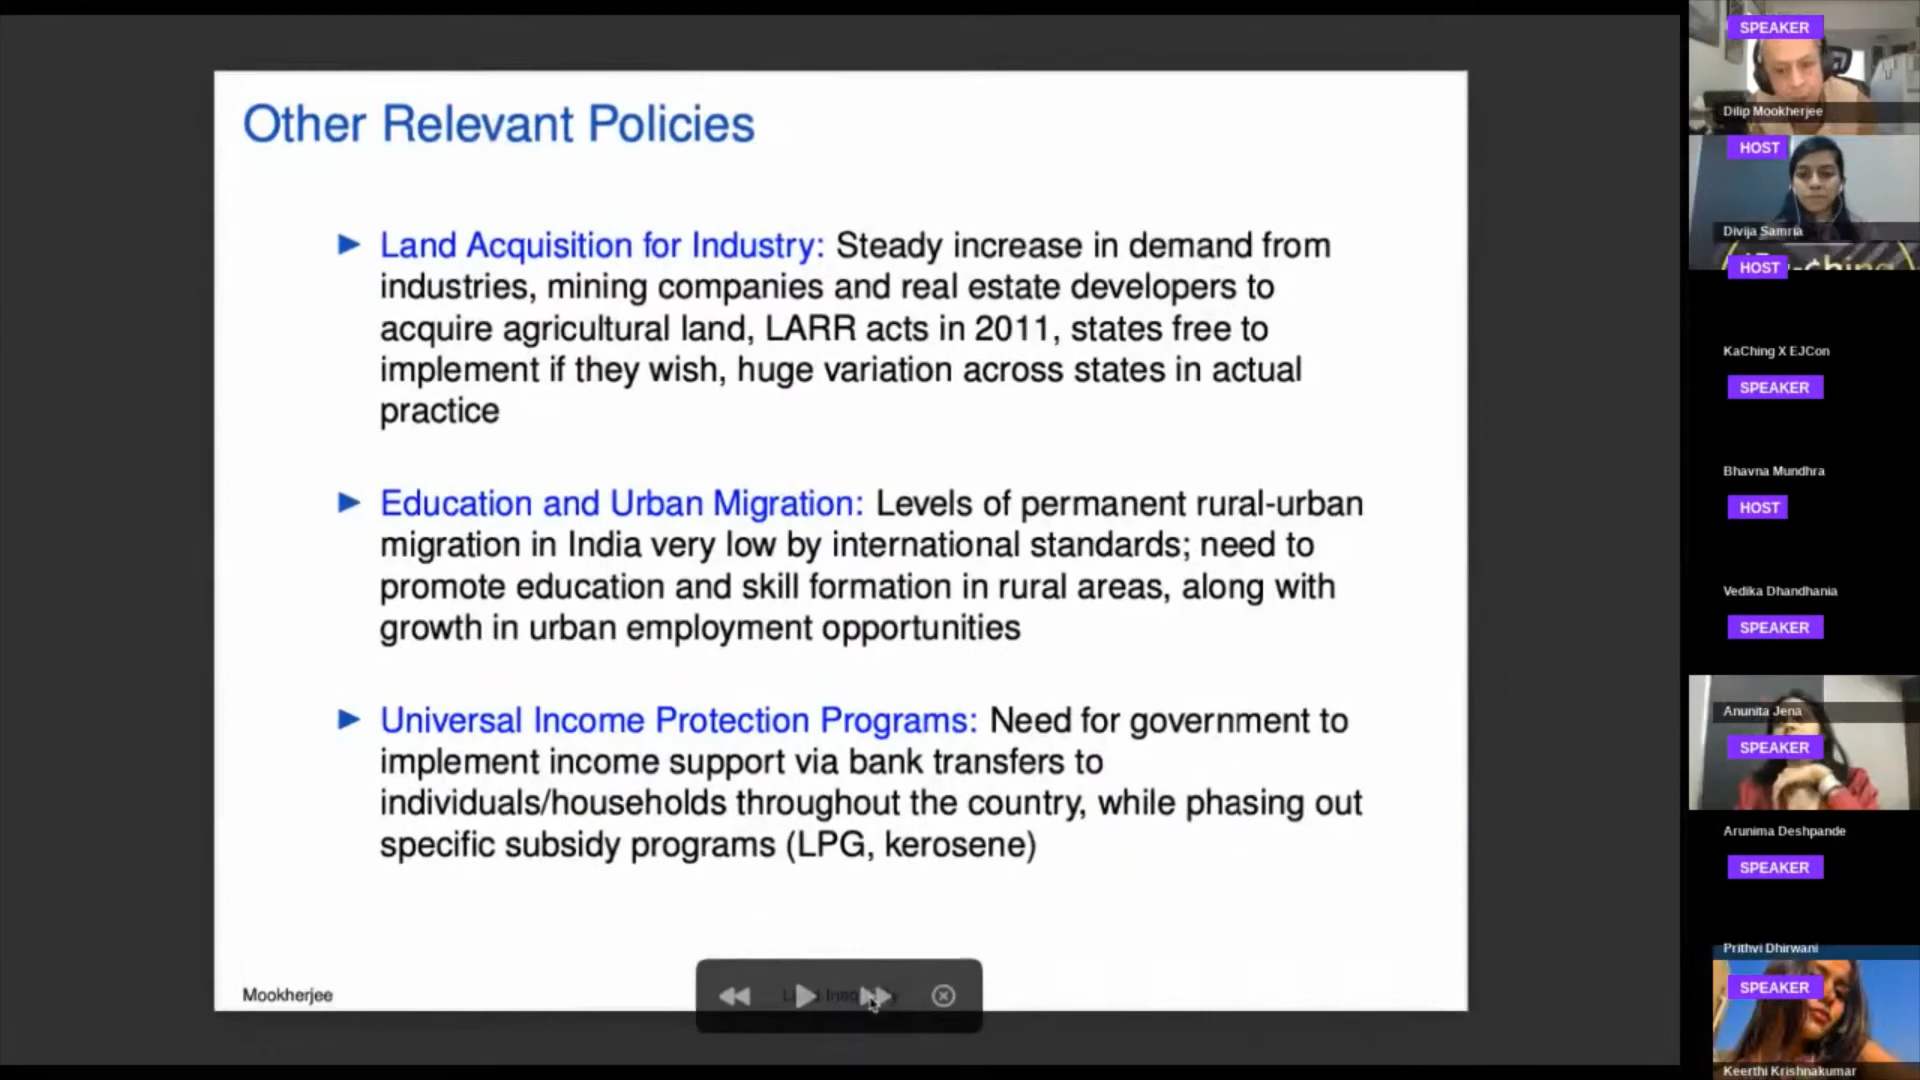 Other Relevant Policies
Land Acquisition for Industry: Steady increase in demand from
industries, mining companies and real estate developers to
acquire agricultural land, LARR acts in 2011, states free to
implement if they wish, huge variation across states in actual
practice
Education and Urban Migration: Levels of permanent rural-urban
migration in India very low by international standards; need to
promote education and skill formation in rural areas, along with
growth in urban employment opportunities
Universal Income Protection Programs: Need for government to
implement income support via bank transfers to
individuals/households throughout the country, while phasing out
specific subsidy programs (LPG, kerosene)
Mookherjee
SPEAKER
Dilip Mookherjee
HOST
Divija Samria
HOST
KaChing X EJCon
SPEAKER
Bhavna Mundhra
HOST
Vedika Dhandhania
SPEAKER
Anunita Jena
SPEAKER
Arunima Deshpande
SPEAKER
Prithvi Dhirwani
SPEAKER
Keerthi Krishnakumar